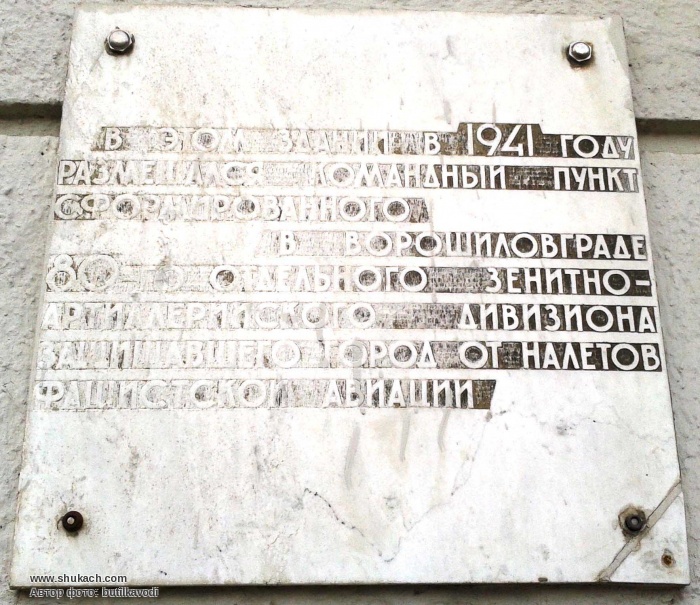 В ЭТОМ ЗДАНИИ В 1941 ГОДУ
РАЗМЕЩАЛСЯ КОМАНДНЫЙ ПУНКТ
СФОРМИРОВАННОГО
В ВОРОШИЛОВГРАДЕ
80-ГО ОТДЕЛЬНОГО ЗЕНИТНО-
АРТИЛЛЕРИЙСКОГО ДИВИЗИОНА
ЗАЩИЩАВШЕГО ГОРОД ОТ НАЛЕТОВ
ФАШИСТСКОЙ АВИАЦИИ
www.shukach.com
Автор фото: butilkavodi